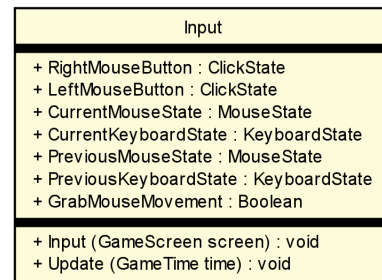 Input
+ RightMouseButton : ClickState
+ LeftMouseButton : ClickState
+ CurrentMouseState : MouseState
+ CurrentKeyboardState : KeyboardState
+ PreviousMouseState : MouseState
+ PreviousKeyboardState : KeyboardState
+ GrabMouseMovement : Boolean
+ Input (GameScreen screen) : void
+ Update (GameTime time) : void